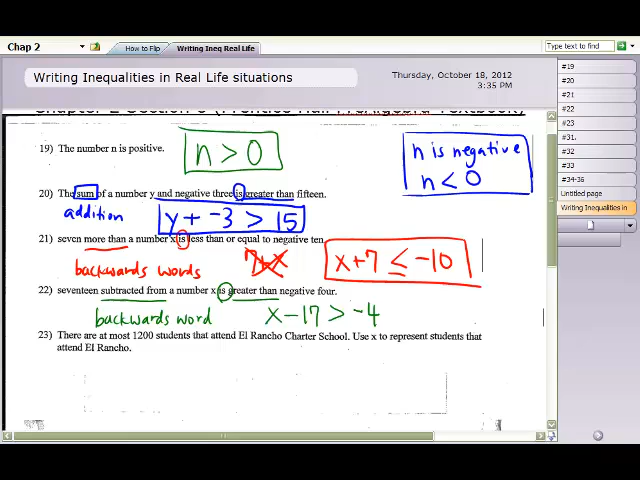 Chap 2
How to Flip
Writing Ineq Real Life
Type text to find
Writing Inequalities in Real Life situations
Thursday, October 18, 2012
3:35 PM
19) The number n is positive.
n > 0
n is negative
n < 0
20) The sum of a number y and negative three is greater than fifteen.
addition
y + -3 > 15
21) seven more than a number x is less than or equal to negative ten.
backwards words
7 + x
x + 7 ≤ -10
22) seventeen subtracted from a number x is greater than negative four.
backwards word
x - 17 > -4
23) There are at most 1200 students that attend El Rancho Charter School. Use x to represent students that
attend El Rancho.
#19
#20
#21
#22
#23
#31.
#32
#33
#34-36
Untitled page
Writing Inequalities in